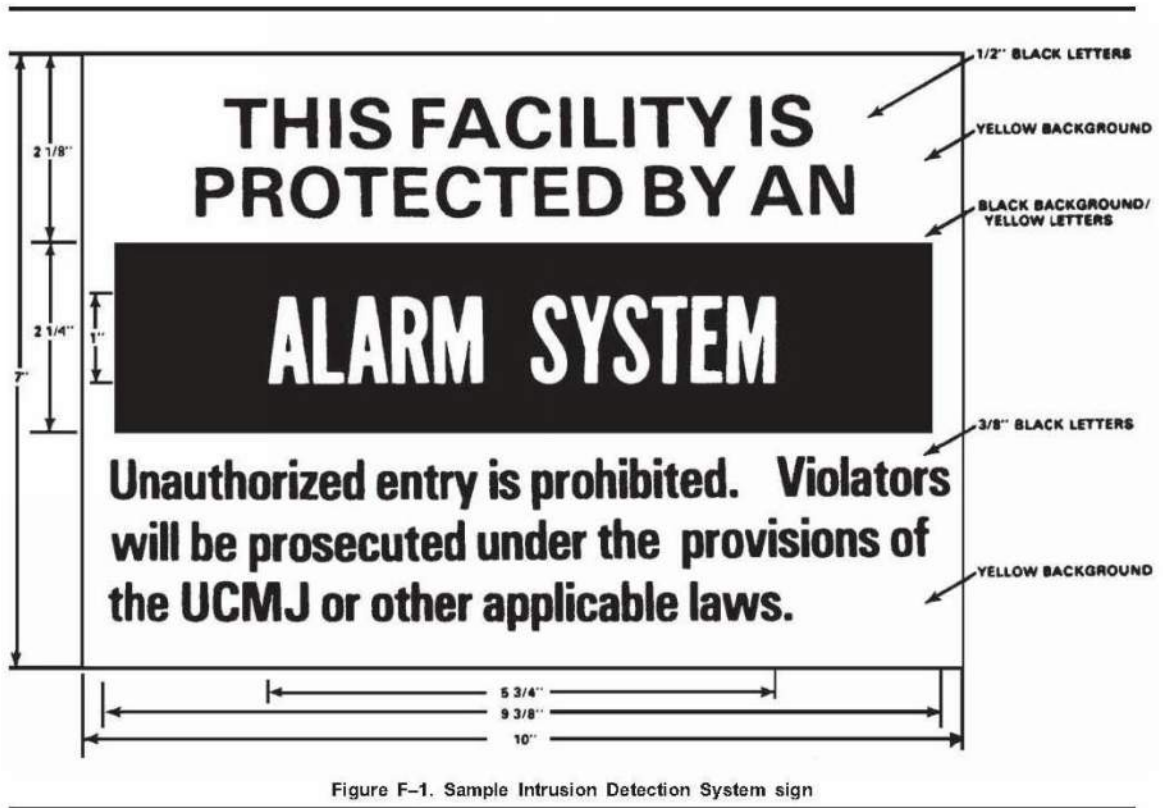 1/2" BLACK LETTERS
THIS FACILITY IS
YELLOW BACKGROUND
2 1/8"
PROTECTED BY AN
BLACK BACKGROUND/
YELLOW LETTERS
ALARM SYSTEM
2 1/4"
1"
7"
3/8" BLACK LETTERS
Unauthorized entry is prohibited. Violators
will be prosecuted under the provisions of
YELLOW BACKGROUND
the UCMJ or other applicable laws.
5 3/4"
9 3/8"
10"
Figure F–1. Sample Intrusion Detection System sign